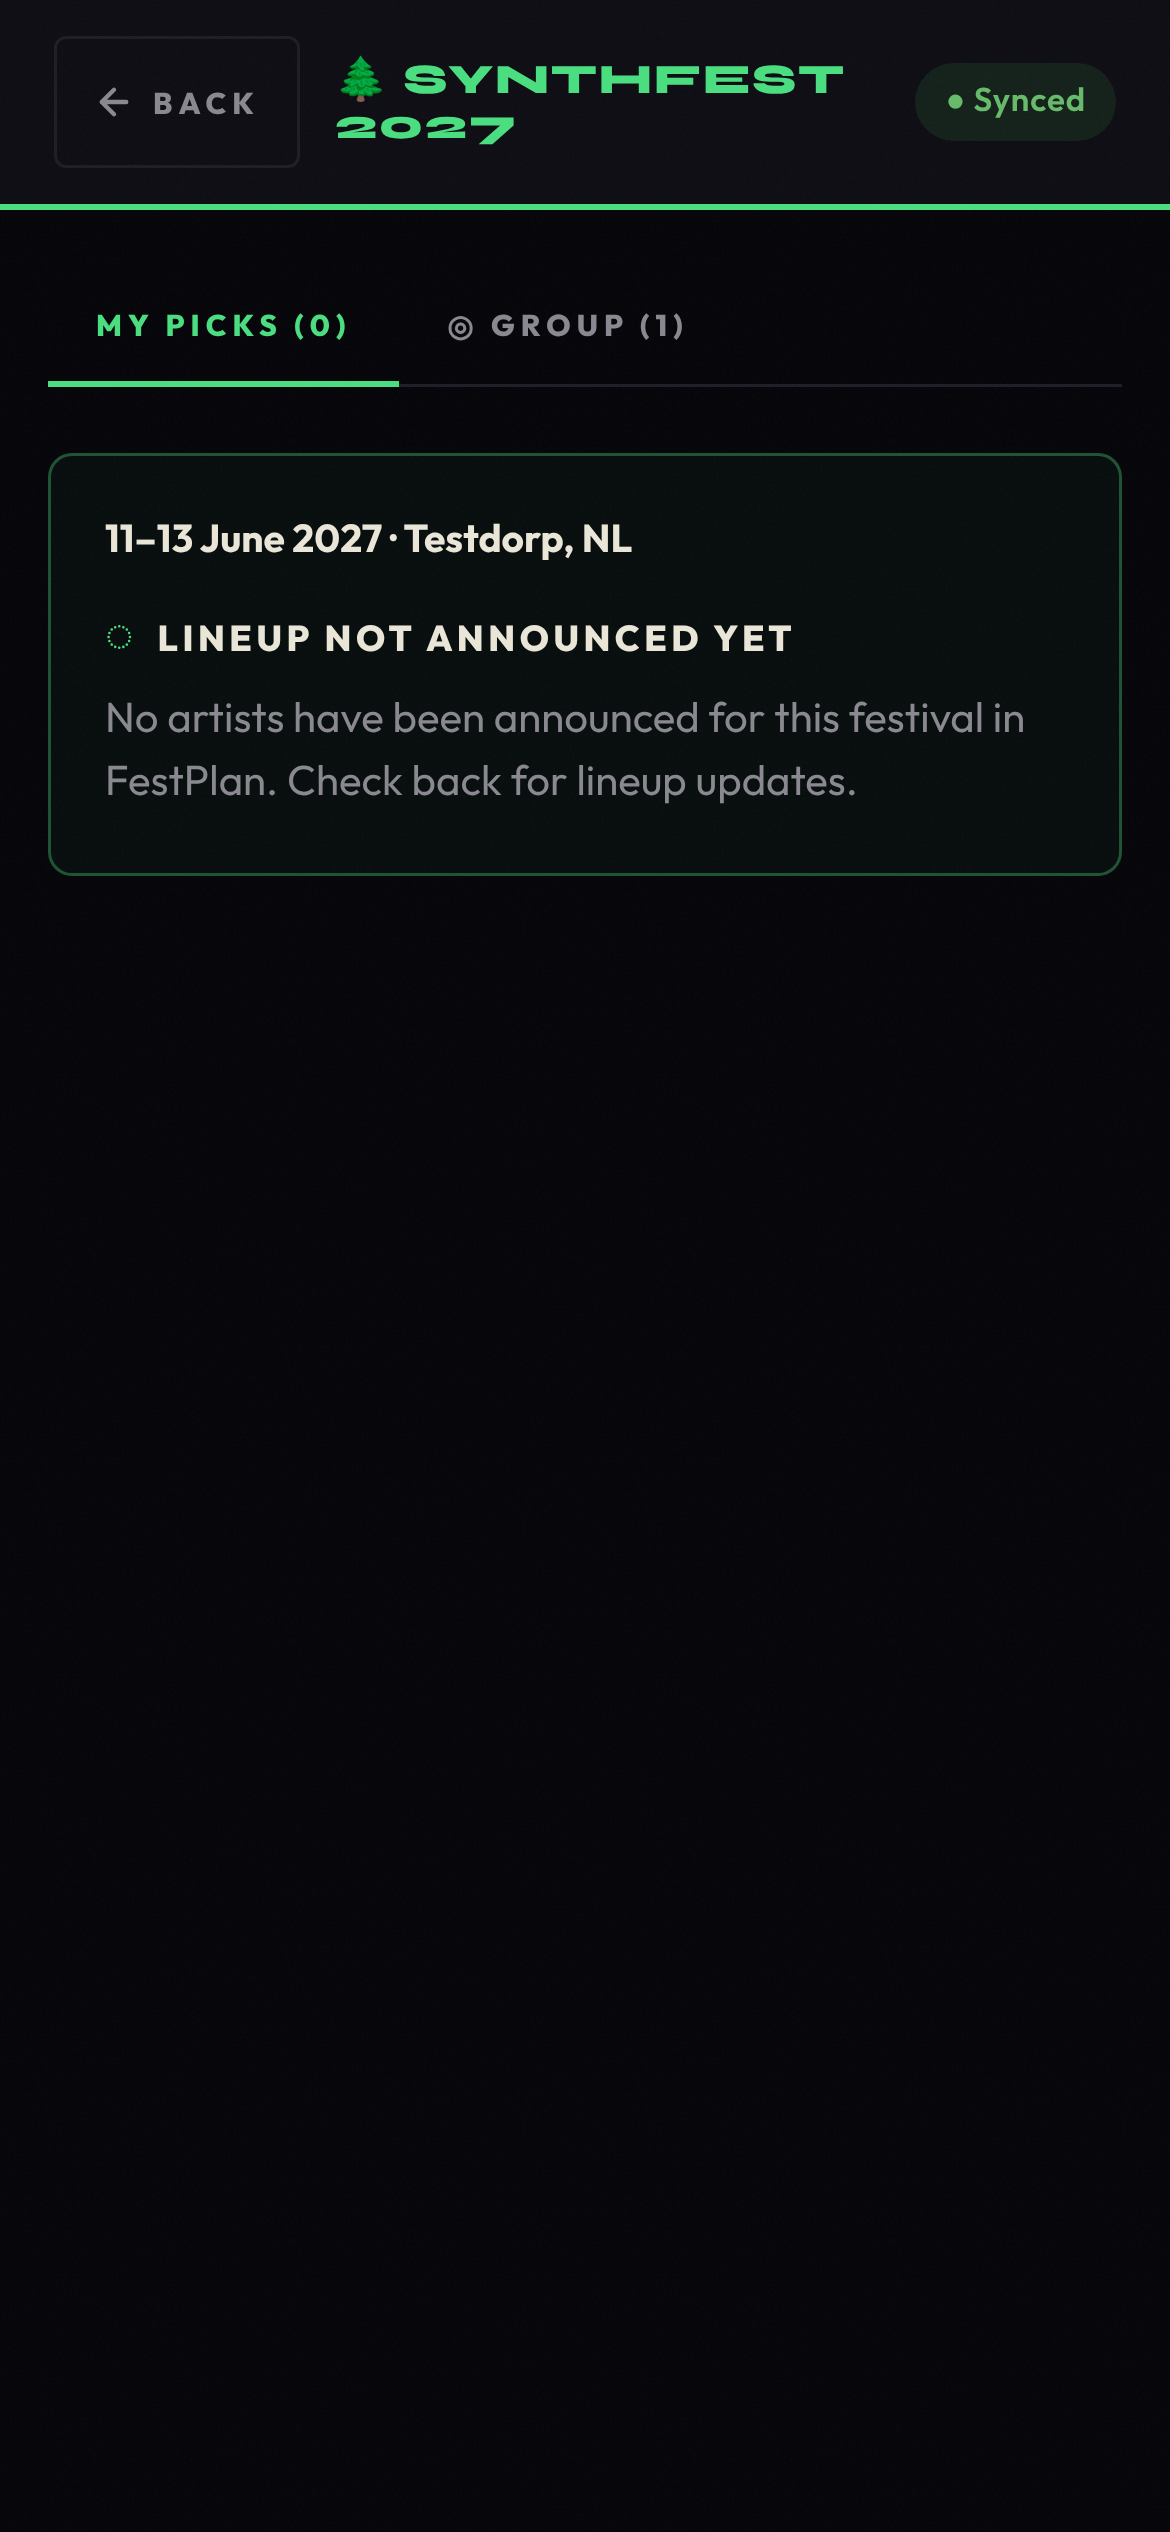 ← BACK
🌲 SYNTHFEST
2027
● Synced
MY PICKS (0)
◎ GROUP (1)
11–13 June 2027 · Testdorp, NL
◌ LINEUP NOT ANNOUNCED YET
No artists have been announced for this festival in
FestPlan. Check back for lineup updates.